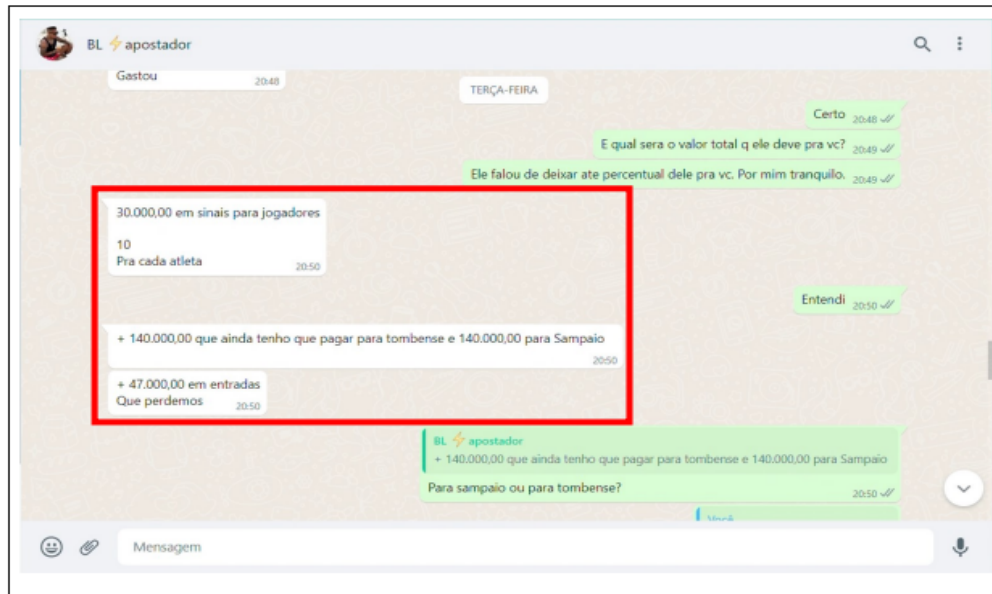 BL ⚡ apostador
Gastou
20:48
TERÇA-FEIRA
Certo 20:48
E qual sera o valor total q ele deve pra vc? 20:49
Ele falou de deixar ate percentual dele pra vc. Por mim tranquilo. 20:49
30.000,00 em sinais para jogadores
10
Pra cada atleta 20:50
Entendi 20:50
+ 140.000,00 que ainda tenho que pagar para tombense e 140.000,00 para Sampaio
20:50
+ 47.000,00 em entradas
Que perdemos 20:50
BL ⚡ apostador
+ 140.000,00 que ainda tenho que pagar para tombense e 140.000,00 para Sampaio
Para sampaio ou para tombense? 20:50
Você
Mensagem